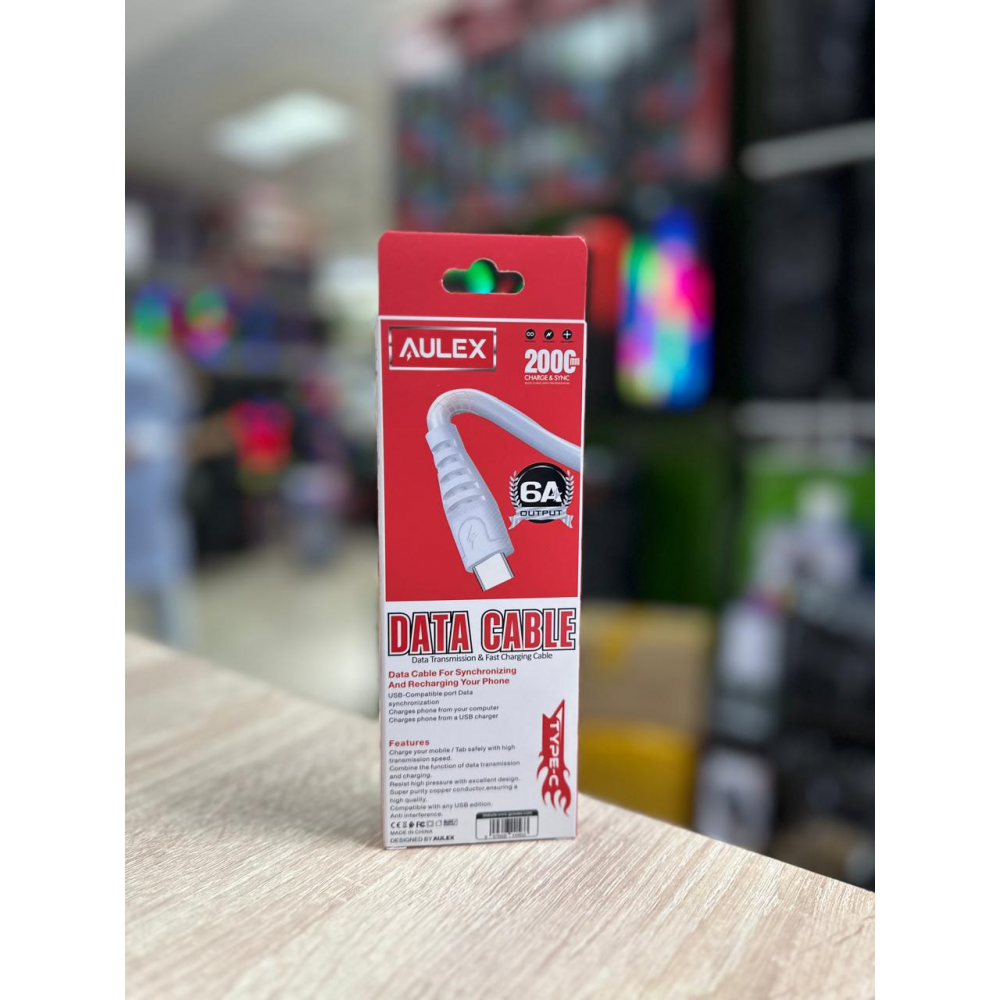 AULEX
2000mm
CHARGE & SYNC
6A
OUTPUT
DATA CABLE
Data Transmission & Fast Charging Cable
Data Cable For Synchronizing
And Recharging Your Phone
USB-Compatible port Data
synchronization
Charges phone from your computer
Charges phone from a USB charger
TYPE-C
Features
Charge your mobile / Tab safely with high
transmission speed.
Combine the function of data transmission
and charging.
Resist high pressure with excellent design.
Super purity copper conductor,ensuring a
high quality.
Compatible with any USB edition.
Anti interference.
CE FC
MADE IN CHINA
DESIGNED BY AULEX